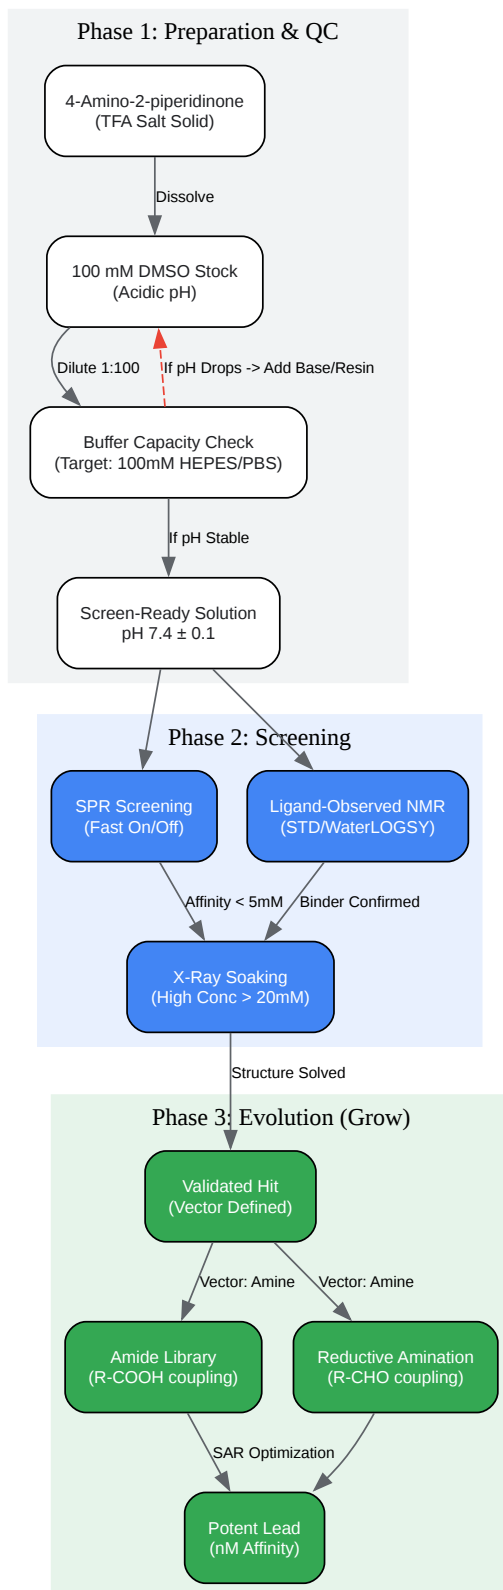 Phase 1: Preparation & QC
4-Amino-2-piperidinone
(TFA Salt Solid)
Dissolve
100 mM DMSO Stock
(Acidic pH)
Dilute 1:100
If pH Drops -> Add Base/Resin
Buffer Capacity Check
(Target: 100mM HEPES/PBS)
If pH Stable
Screen-Ready Solution
pH 7.4 ± 0.1
Phase 2: Screening
SPR Screening
(Fast On/Off)
Ligand-Observed NMR
(STD/WaterLOGSY)
Affinity < 5mM
Binder Confirmed
X-Ray Soaking
(High Conc > 20mM)
Structure Solved
Phase 3: Evolution (Grow)
Validated Hit
(Vector Defined)
Vector: Amine
Vector: Amine
Amide Library
(R-COOH coupling)
Reductive Amination
(R-CHO coupling)
SAR Optimization
Potent Lead
(nM Affinity)